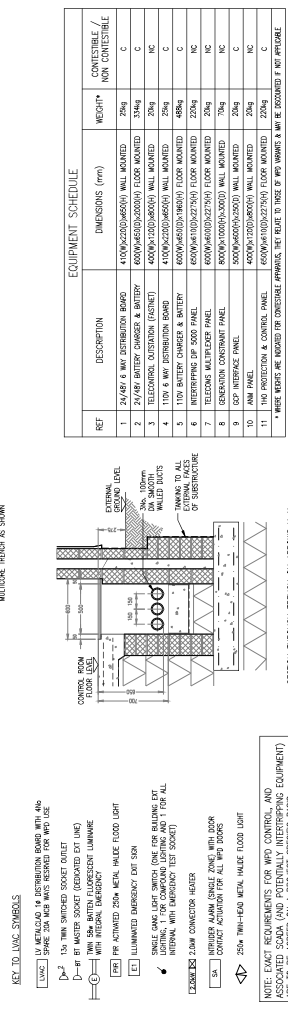 MULTICORE TRENCH AS SHOWN
KEY TO LVAC SYMBOLS
LVAC
LV METALCLAD 1ø DISTRIBUTION BOARD WITH 4No
SPARE 20A MCB WAYS RESERVED FOR WPD USE
2
13a TWIN SWITCHED SOCKET OUTLET
BT
BT MASTER SOCKET (DEDICATED EXT LINE)
E
TWIN 58w BATTEN FLUORESCENT LUMINAIRE
WITH INTEGRAL EMERGENCY
PIR
PIR ACTIVATED 250w METAL HALIDE FLOOD LIGHT
E1
ILLUMINATED EMERGENCY EXIT SIGN
SINGLE GANG LIGHT SWITCH (ONE FOR BUILDING EXT
LIGHTING, 1 FOR COMPOUND LIGHTING AND 1 FOR ALL
INTERNAL WITH EMERGENCY TEST SOCKET)
2.0kW
2.0kW CONVECTOR HEATER
SA
INTRUDER ALARM (SINGLE ZONE) WITH DOOR
CONTACT ACTUATION FOR ALL WPD DOORS
250w TWIN-HEAD METAL HALIDE FLOOD LIGHT
NOTE: EXACT REQUIREMENTS FOR WPD CONTROL, AND
ASSOCIATED SCADA (AND POTENTIALLY INTERTRIPPING EQUIPMENT)
CONTROL ROOM
FLOOR LEVEL
600
500
50
150
150
275
850
700
EXTERNAL
GROUND LEVEL
3No. 100mm
DIA SMOOTH
WALLED DUCTS
TANKING TO ALL
EXTERNAL FACES
OF SUBSTRUCTURE
EQUIPMENT SCHEDULE
REF DESCRIPTION DIMENSIONS (mm) WEIGHT* CONTESTIBLE / NON CONTESTIBLE
1 24/48V 6 WAY DISTRIBUTION BOARD 410(W)x220(D)x650(H) WALL MOUNTED 25kg C
2 24/48V BATTERY CHARGER & BATTERY 600(W)x650(D)x2000(H) FLOOR MOUNTED 334kg C
3 TELECONTROL OUTSTATION (FASTNET) 400(W)x120(D)x800(H) WALL MOUNTED 20kg NC
4 110V 6 WAY DISTRIBUTION BOARD 410(W)x220(D)x650(H) WALL MOUNTED 25kg C
5 110V BATTERY CHARGER & BATTERY 600(W)x650(D)x1960(H) FLOOR MOUNTED 488kg C
6 INTERTRIPPING DIP 5000 PANEL 650(W)x610(D)x2275(H) FLOOR MOUNTED 220kg NC
7 TELECOMS MULTIPLEXER PANEL 600(W)x620(D)x2275(H) FLOOR MOUNTED 20kg NC
8 GENERATION CONSTRAINT PANEL 800(W)x1000(H)x300(D) WALL MOUNTED 70kg NC
9 GCP INTERFACE PANEL 500(W)x600(H)x250(D) WALL MOUNTED 20kg C
10 ANM PANEL 400(W)x120(D)x800(H) WALL MOUNTED 20kg NC
11 1HO PROTECTION & CONTROL PANEL 650(W)x610(D)x2275(H) FLOOR MOUNTED 220kg C
* WHERE WEIGHTS ARE INDICATED FOR CONTESTABLE APPARATUS, THEY RELATE TO THOSE OF WPD VARIANTS & MAY BE DISCOUNTED IF NOT APPLICABLE